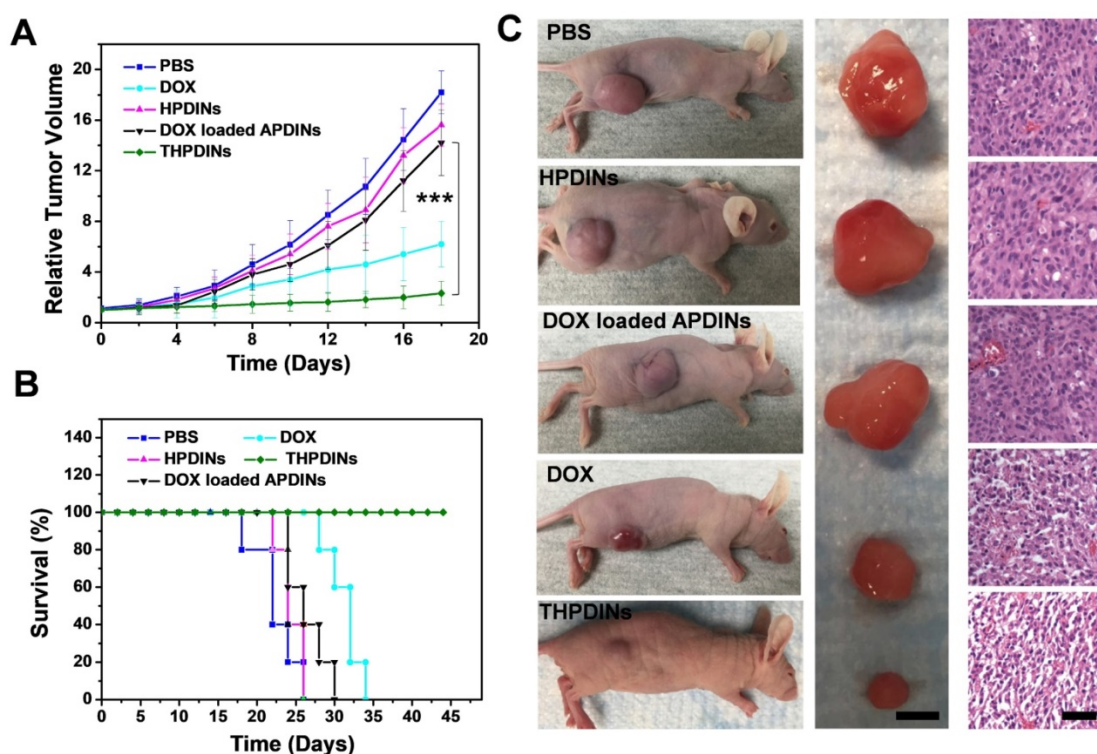 A
Relative Tumor Volume
20
16
12
8
4
0
PBS
DOX
HPDINs
DOX loaded APDINs
THPDINs
***
0 4 8 12 16 20
Time (Days)
B
Survival (%)
140
120
100
80
60
40
20
0
PBS DOX
HPDINs THPDINs
DOX loaded APDINs
0 5 10 15 20 25 30 35 40 45
Time (Days)
C
PBS
HPDINs
DOX loaded APDINs
DOX
THPDINs